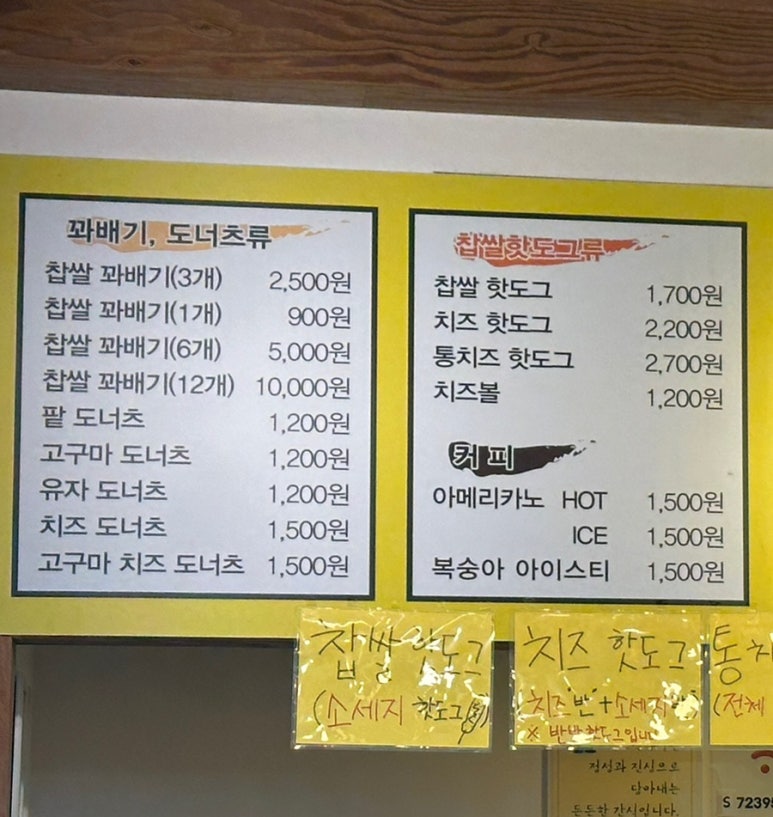 꽈배기, 도너츠류
찹쌀 꽈배기(3개) 2,500원
찹쌀 꽈배기(1개) 900원
찹쌀 꽈배기(6개) 5,000원
찹쌀 꽈배기(12개) 10,000원
팥 도너츠 1,200원
고구마 도너츠 1,200원
유자 도너츠 1,200원
치즈 도너츠 1,500원
고구마 치즈 도너츠 1,500원
찹쌀핫도그류
찹쌀 핫도그 1,700원
치즈 핫도그 2,200원
통치즈 핫도그 2,700원
치즈볼 1,200원
커피
아메리카노 HOT 1,500원
ICE 1,500원
복숭아 아이스티 1,500원
찹쌀 핫도그
(소세지 핫도그
치즈 핫도그
치즈"반"+소세지
※ 반반핫도그입니
통치
(전체
정성과 진심으로
담아내는
든든한 간식입니다.
S 7239